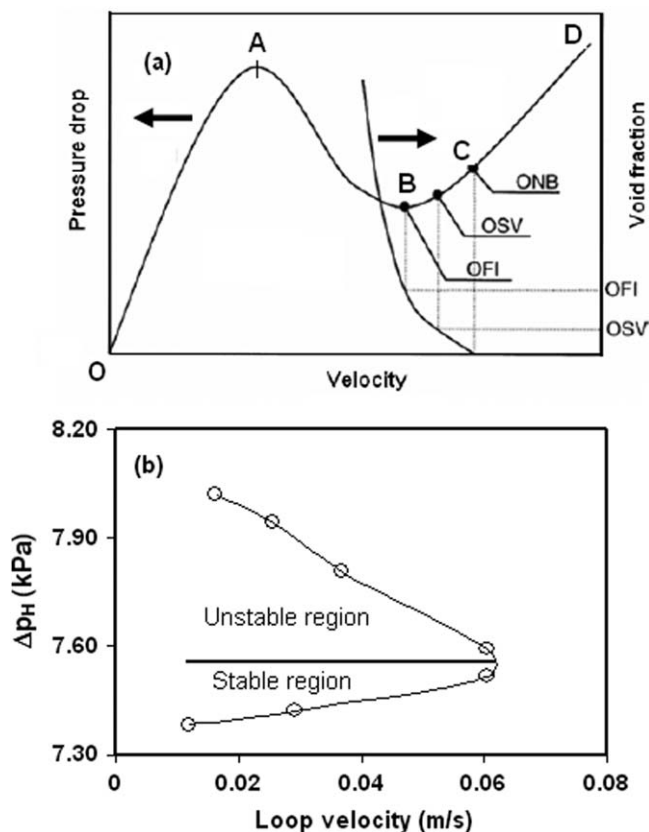 (a)
A
D
Pressure drop
Void fraction
B
C
ONB
OSV
OFI
OFI
OSV
O
Velocity
(b)
8.20
7.90
7.60
7.30
ΔpH (kPa)
Unstable region
Stable region
0
0.02
0.04
0.06
0.08
Loop velocity (m/s)